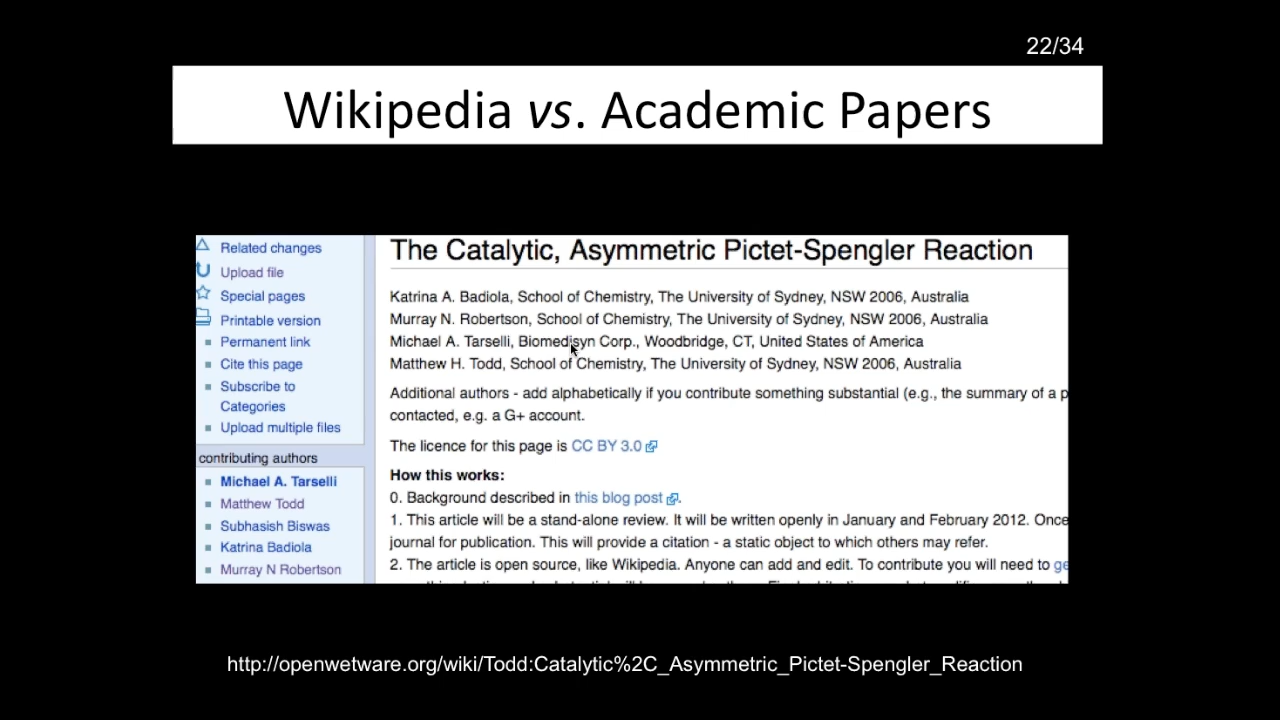 22/34
Wikipedia vs. Academic Papers
Related changes
Upload file
Special pages
Printable version
Permanent link
Cite this page
Subscribe to
Categories
Upload multiple files
contributing authors
Michael A. Tarselli
Matthew Todd
Subhasish Biswas
Katrina Badiola
Murray N Robertson
The Catalytic, Asymmetric Pictet-Spengler Reaction
Katrina A. Badiola, School of Chemistry, The University of Sydney, NSW 2006, Australia
Murray N. Robertson, School of Chemistry, The University of Sydney, NSW 2006, Australia
Michael A. Tarselli, Biomedisyn Corp., Woodbridge, CT, United States of America
Matthew H. Todd, School of Chemistry, The University of Sydney, NSW 2006, Australia
Additional authors - add alphabetically if you contribute something substantial (e.g., the summary of a p
contacted, e.g. a G+ account.
The licence for this page is CC BY 3.0
How this works:
0. Background described in this blog post.
1. This article will be a stand-alone review. It will be written openly in January and February 2012. Once
journal for publication. This will provide a citation - a static object to which others may refer.
2. The article is open source, like Wikipedia. Anyone can add and edit. To contribute you will need to ge
http://openwetware.org/wiki/Todd:Catalytic%2C_Asymmetric_Pictet-Spengler_Reaction